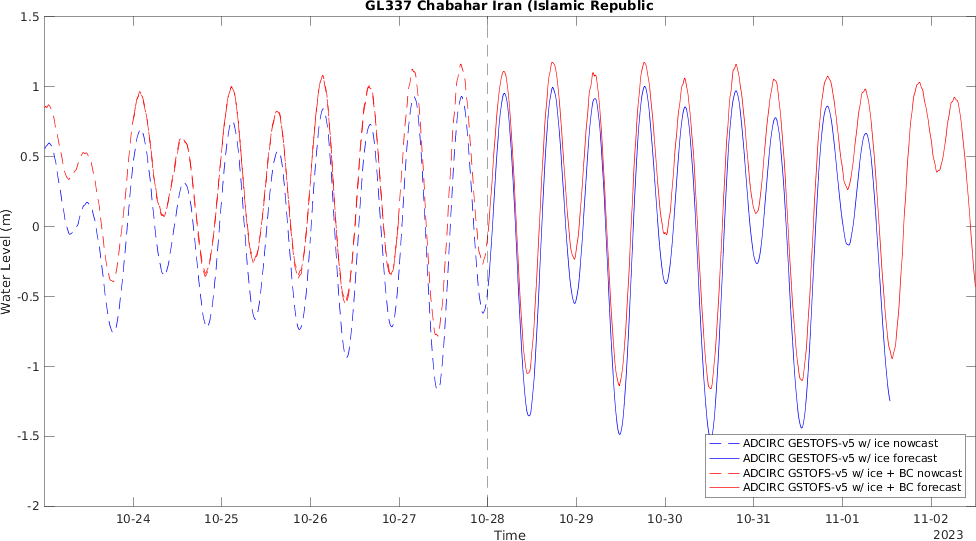 GL337 Chabahar Iran (Islamic Republic
Water Level (m)
1.5
1
0.5
0
-0.5
-1
-1.5
-2
ADCIRC GESTOFS-v5 w/ ice nowcast
ADCIRC GESTOFS-v5 w/ ice forecast
ADCIRC GSTOFS-v5 w/ ice + BC nowcast
ADCIRC GSTOFS-v5 w/ ice + BC forecast
10-24 10-25 10-26 10-27 10-28 10-29 10-30 10-31 11-01 11-02
Time
2023